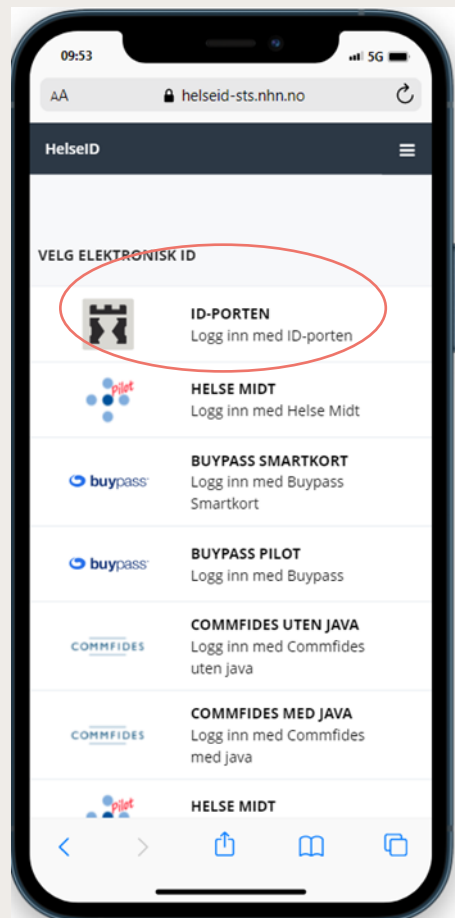 09:53
5G
AA
helseid-sts.nhn.no
HelseID
VELG ELEKTRONISK ID
ID-PORTEN
Logg inn med ID-porten
Pilot
HELSE MIDT
Logg inn med Helse Midt
buypass
BUYPASS SMARTKORT
Logg inn med Buypass
Smartkort
buypass
BUYPASS PILOT
Logg inn med Buypass
COMMFIDES
COMMFIDES UTEN JAVA
Logg inn med Commfides
uten java
COMMFIDES
COMMFIDES MED JAVA
Logg inn med Commfides
med java
Pilot
HELSE MIDT